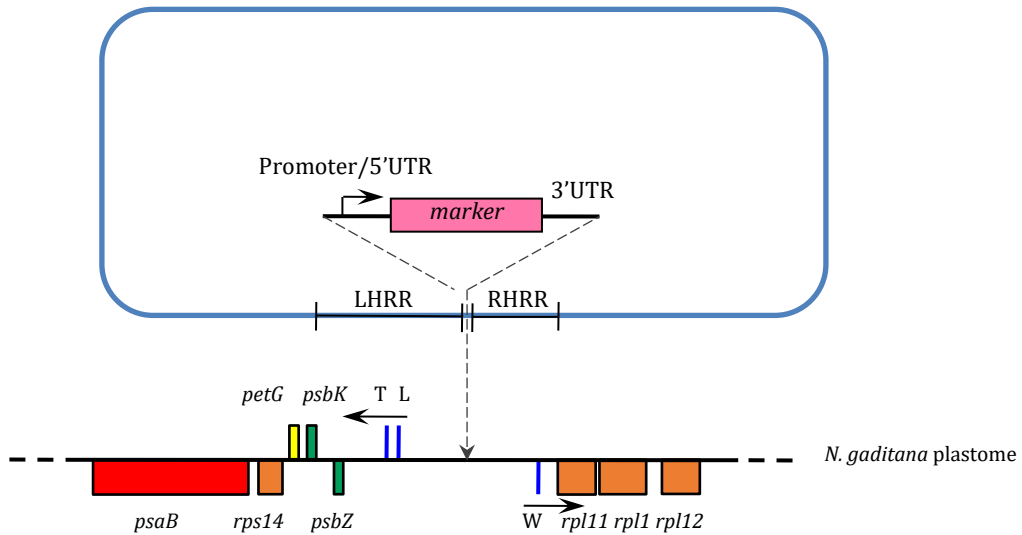 Promoter/5'UTR
3'UTR
marker
LHRR RHRR
petG psbK T L
N. gaditana plastome
psaB rps14 psbZ W rpl11 rpl1 rpl12